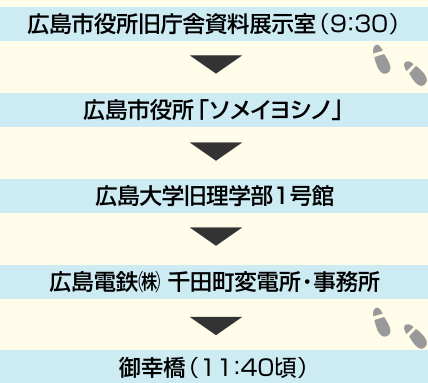 広島市役所旧庁舎資料展示室（9：30）
広島市役所「ソメイヨシノ」
広島大学旧理学部1号館
広島電鉄㈱ 千田町変電所・事務所
御幸橋（11：40頃）